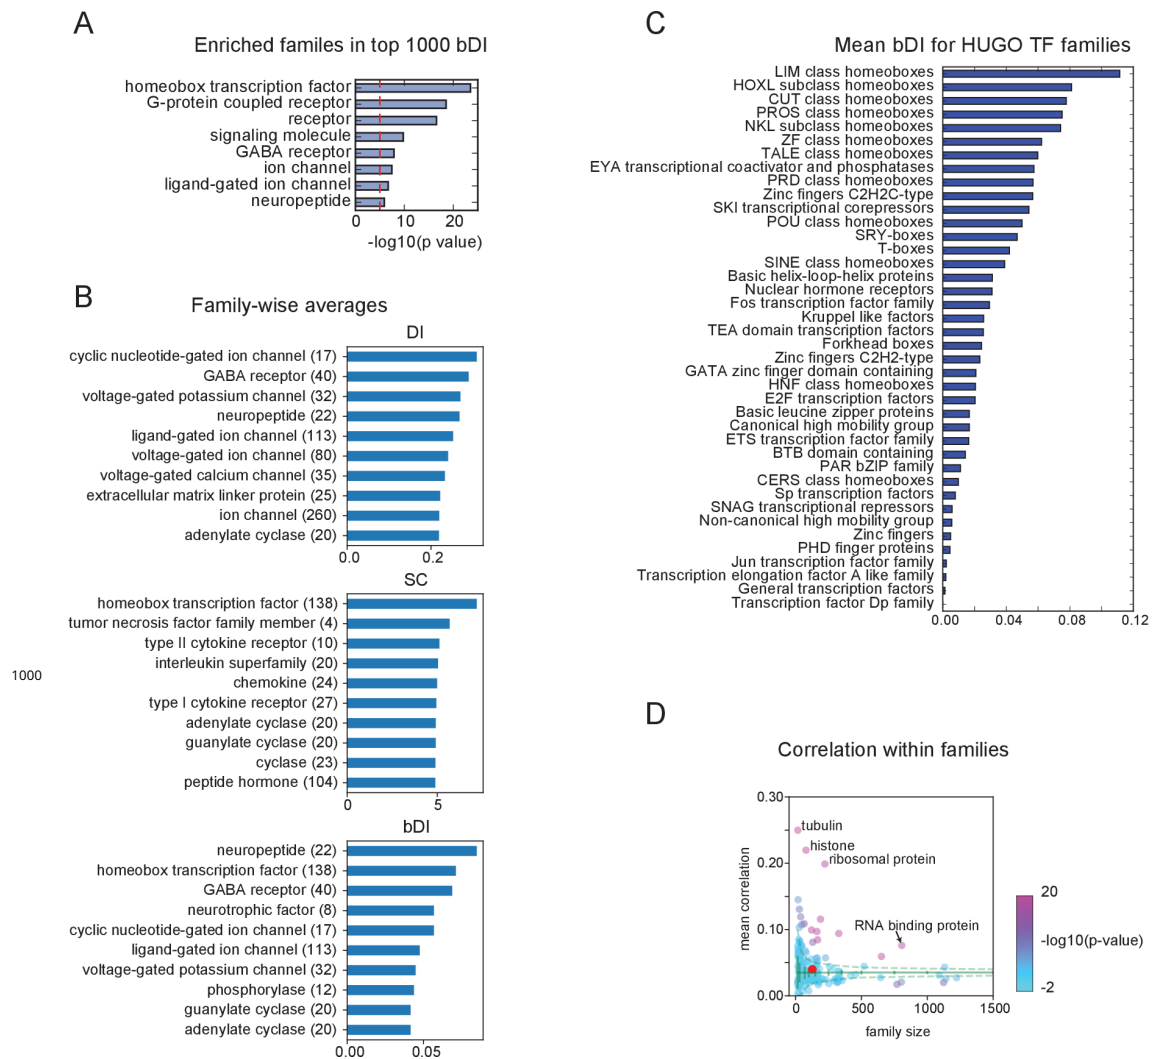 A
Enriched familes in top 1000 bDI
homeobox transcription factor
G-protein coupled receptor
receptor
signaling molecule
GABA receptor
ion channel
ligand-gated ion channel
neuropeptide
0 10 20
-log10(p value)
B
Family-wise averages
DI
cyclic nucleotide-gated ion channel (17)
GABA receptor (40)
voltage-gated potassium channel (32)
neuropeptide (22)
ligand-gated ion channel (113)
voltage-gated ion channel (80)
voltage-gated calcium channel (35)
extracellular matrix linker protein (25)
ion channel (260)
adenylate cyclase (20)
0.0 0.2
SC
homeobox transcription factor (138)
tumor necrosis factor family member (4)
type II cytokine receptor (10)
interleukin superfamily (20)
chemokine (24)
type I cytokine receptor (27)
adenylate cyclase (20)
guanylate cyclase (20)
cyclase (23)
peptide hormone (104)
0 5
1000
bDI
neuropeptide (22)
homeobox transcription factor (138)
GABA receptor (40)
neurotrophic factor (8)
cyclic nucleotide-gated ion channel (17)
ligand-gated ion channel (113)
voltage-gated potassium channel (32)
phosphorylase (12)
guanylate cyclase (20)
adenylate cyclase (20)
0.00 0.05
C
Mean bDI for HUGO TF families
LIM class homeoboxes
HOXL subclass homeoboxes
CUT class homeoboxes
PROS class homeoboxes
NKL subclass homeoboxes
ZF class homeoboxes
TALE class homeoboxes
EYA transcriptional coactivator and phosphatases
PRD class homeoboxes
Zinc fingers C2H2C-type
SKI transcriptional corepressors
POU class homeoboxes
SRY-boxes
T-boxes
SINE class homeoboxes
Basic helix-loop-helix proteins
Nuclear hormone receptors
Fos transcription factor family
Kruppel like factors
TEA domain transcription factors
Forkhead boxes
Zinc fingers C2H2-type
GATA zinc finger domain containing
HNF class homeoboxes
E2F transcription factors
Basic leucine zipper proteins
Canonical high mobility group
ETS transcription factor family
BTB domain containing
PAR bZIP family
CERS class homeoboxes
Sp transcription factors
SNAG transcriptional repressors
Non-canonical high mobility group
Zinc fingers
PHD finger proteins
Jun transcription factor family
Transcription elongation factor A like family
General transcription factors
Transcription factor Dp family
0.00 0.04 0.08 0.12
D
Correlation within families
0.30
0.20
0.10
0.00
mean correlation
tubulin
histone
ribosomal protein
RNA binding protein
0 500 1000 1500
family size
20
-log10(p-value)
-2